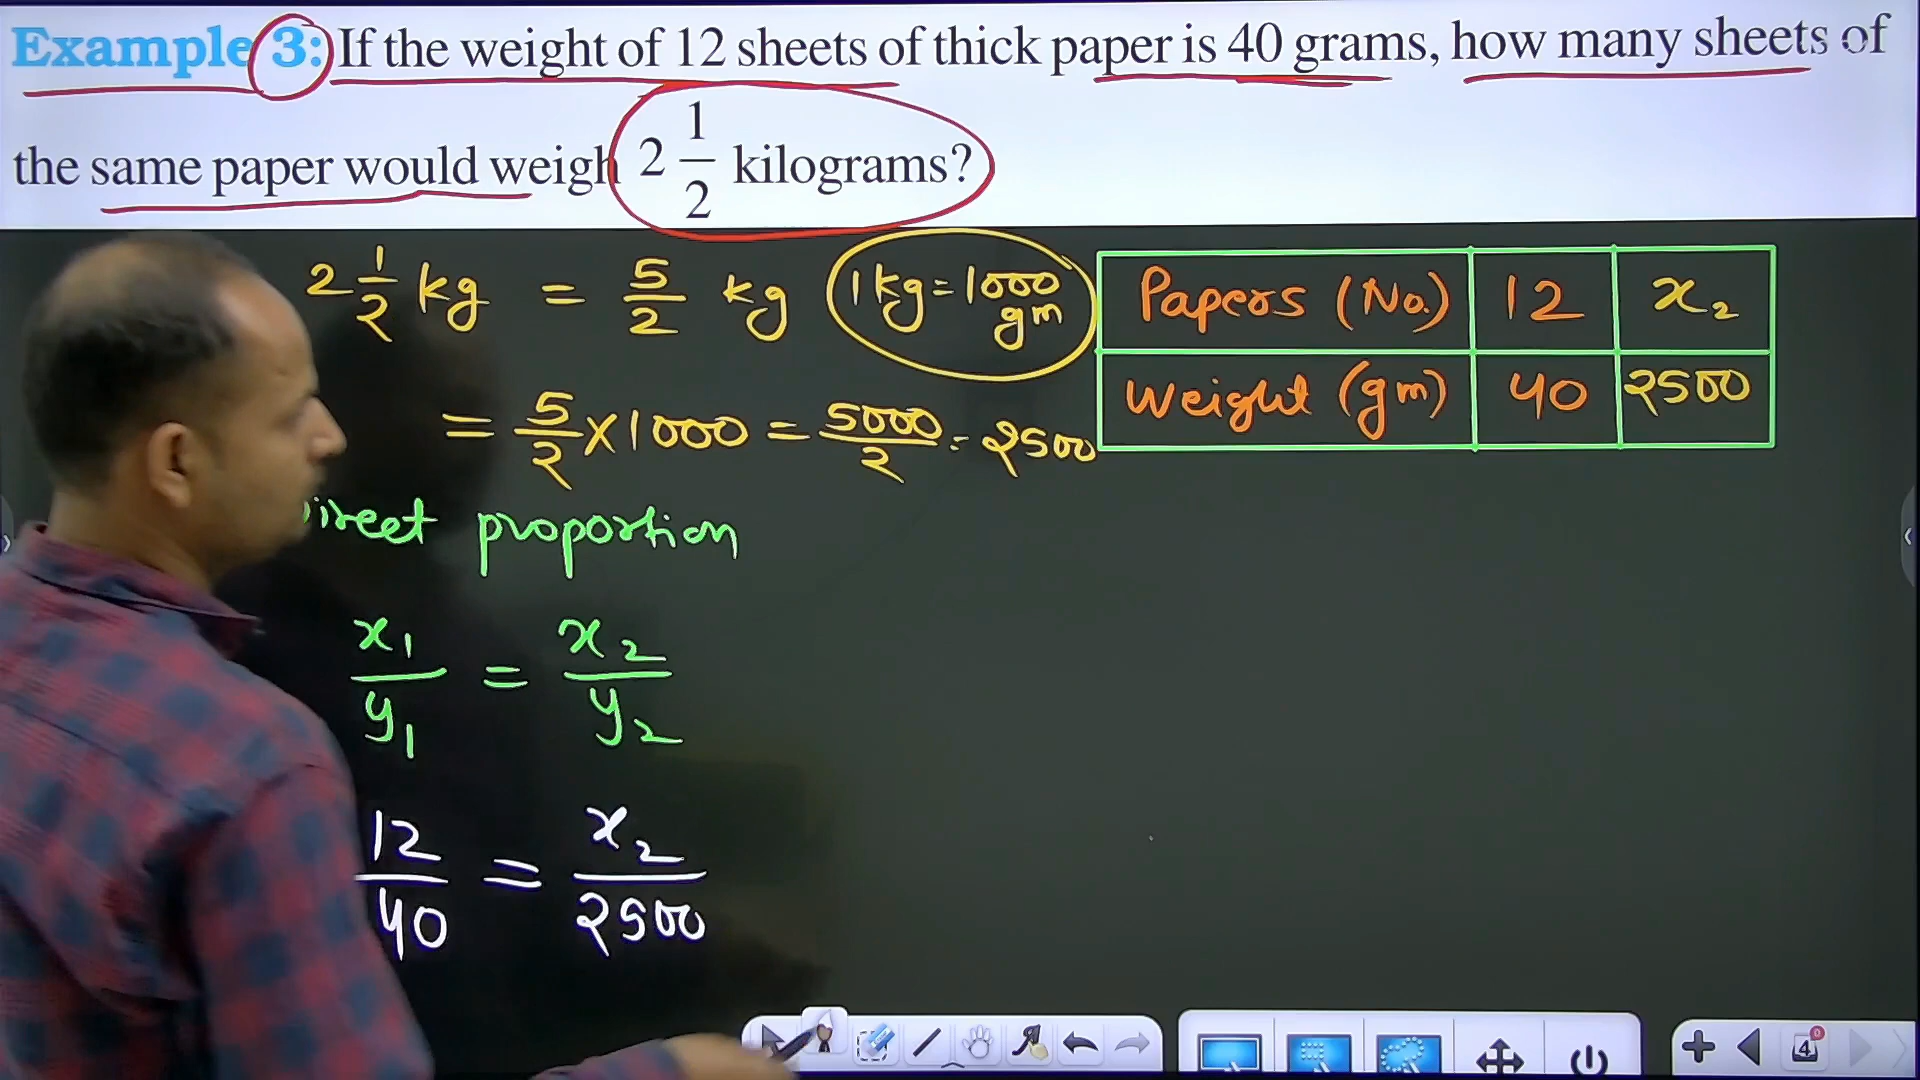 Example 3: If the weight of 12 sheets of thick paper is 40 grams, how many sheets of
the same paper would weigh 2 1/2 kilograms?
2 1/2 kg = 5/2 kg
1kg = 1000 gm
= 5/2 × 1000 = 5000/2 = 2500
Papers (No.) 12 x₂
Weight (gm) 40 2500
proportion
x₁/y₁ = x₂/y₂
12/40 = x₂/2500
4
0